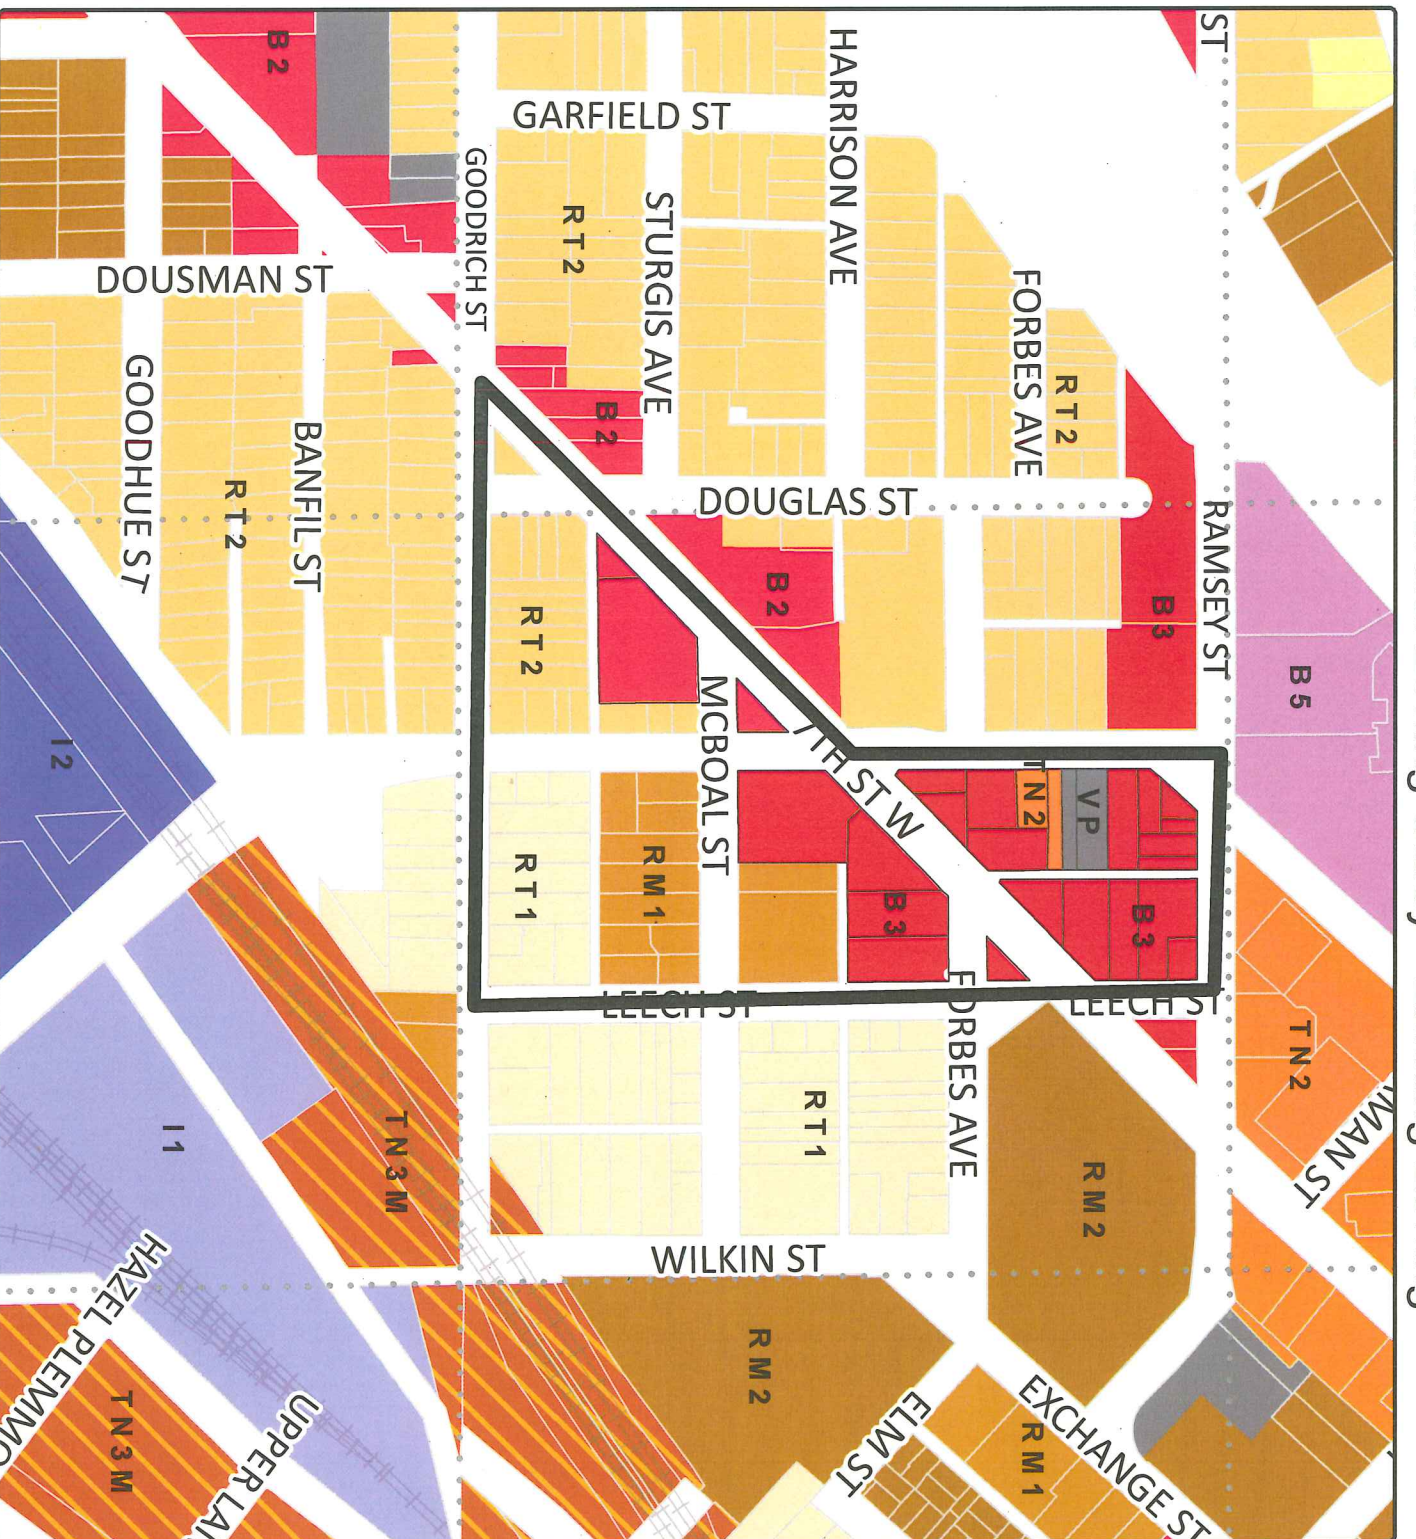 ST
B 2
HARRISON AVE
GARFIELD ST
GOODRICH ST
STURGIS AVE
R T 2
DOUSMAN ST
FORBES AVE
GOODHUE ST
R T 2
B 2
BANFIL ST
R T 2
DOUGLAS ST
RAMSEY ST
B 2
B 3
R T 2
B 5
MCBOAL ST
I 2
7TH ST W
T N 2
V P
R T 1
R M 1
B 3
B 3
LEECH ST
LEECH ST
FORBES AVE
T N 2
MAN ST
I 1
T N 3 M
R T 1
R M 2
WILKIN ST
HAZEL PLEMMO
R M 2
T N 3 M
UPPER LA
ELM ST
R M 1
EXCHANGE ST